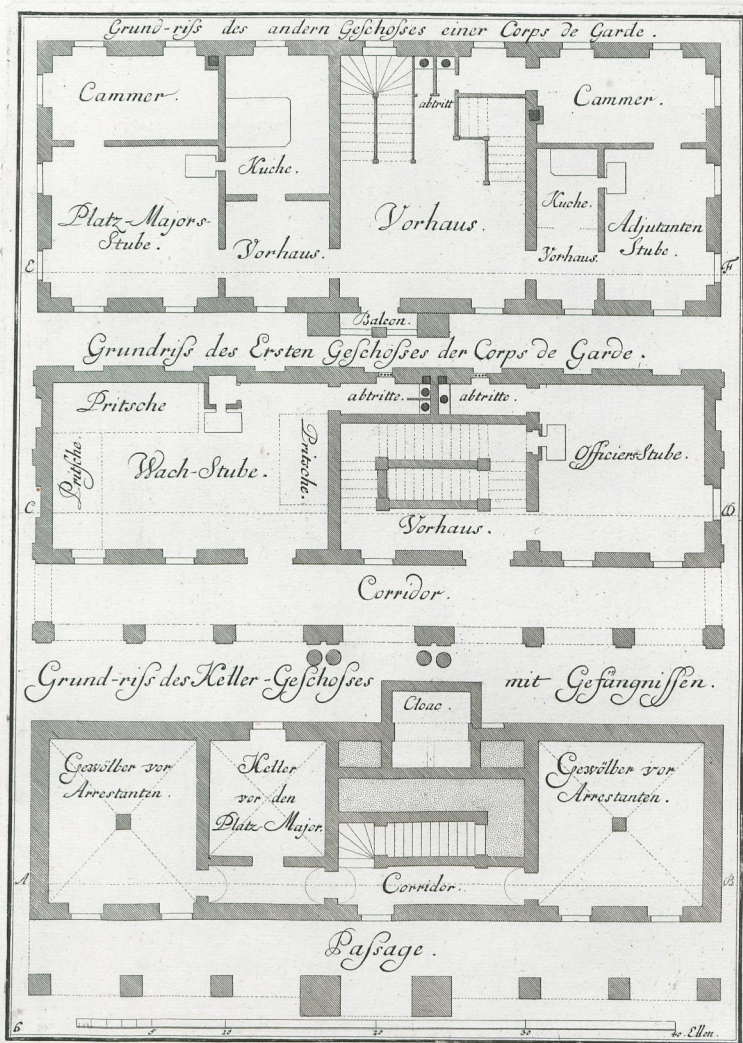 Grund-riſs des andern Geſchoſses einer Corps de Garde.
Cammer.
Kuche.
abtritt
Cammer.
Platz-Majors-
Stube.
Vorhaus.
Vorhaus.
Kuche.
Vorhaus.
Adjutanten
Stube.
E
F
Balcon.
Grundriſs des Ersten Geſchoſses der Corps de Garde.
Pritsche
abtritte.
abtritte.
Pritſche.
Wach-Stube.
Pritsche.
Officiers-Stube.
C
D
Vorhaus.
Corridor.
Grund-riſs des Keller-Geſchoſses mit Gefängniſſen.
Cloac.
Gewölber vor
Arrestanten.
Keller
vor den
Platz-Major.
Gewölber vor
Arrestanten.
A
B
Corridor.
Paſsage.
6
5
10
20
30
40. Ellen.